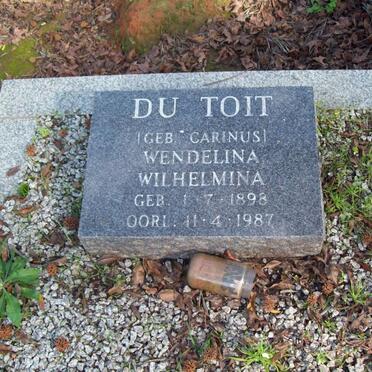 DU TOIT
(GEB. CARINUS)
WENDELINA
WILHELMINA
GEB. 1·7·1898
OORL. 11·4·1987